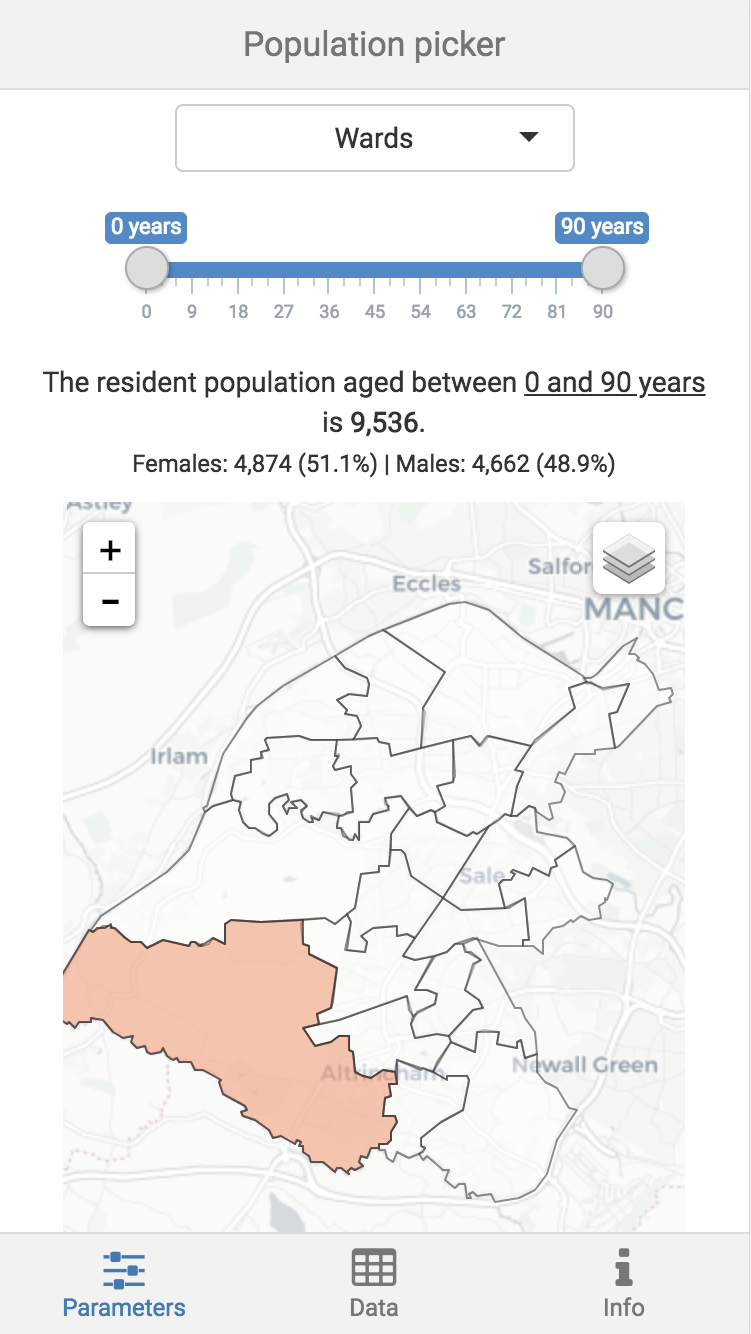 Population picker
Wards
0 years 90 years
0 9 18 27 36 45 54 63 72 81 90
The resident population aged between 0 and 90 years
is 9,536.
Females: 4,874 (51.1%) | Males: 4,662 (48.9%)
Astley
+
−
Salfor
Eccles
MANC
Irlam
Sale
Newall Green
Altrincham
Parameters Data Info